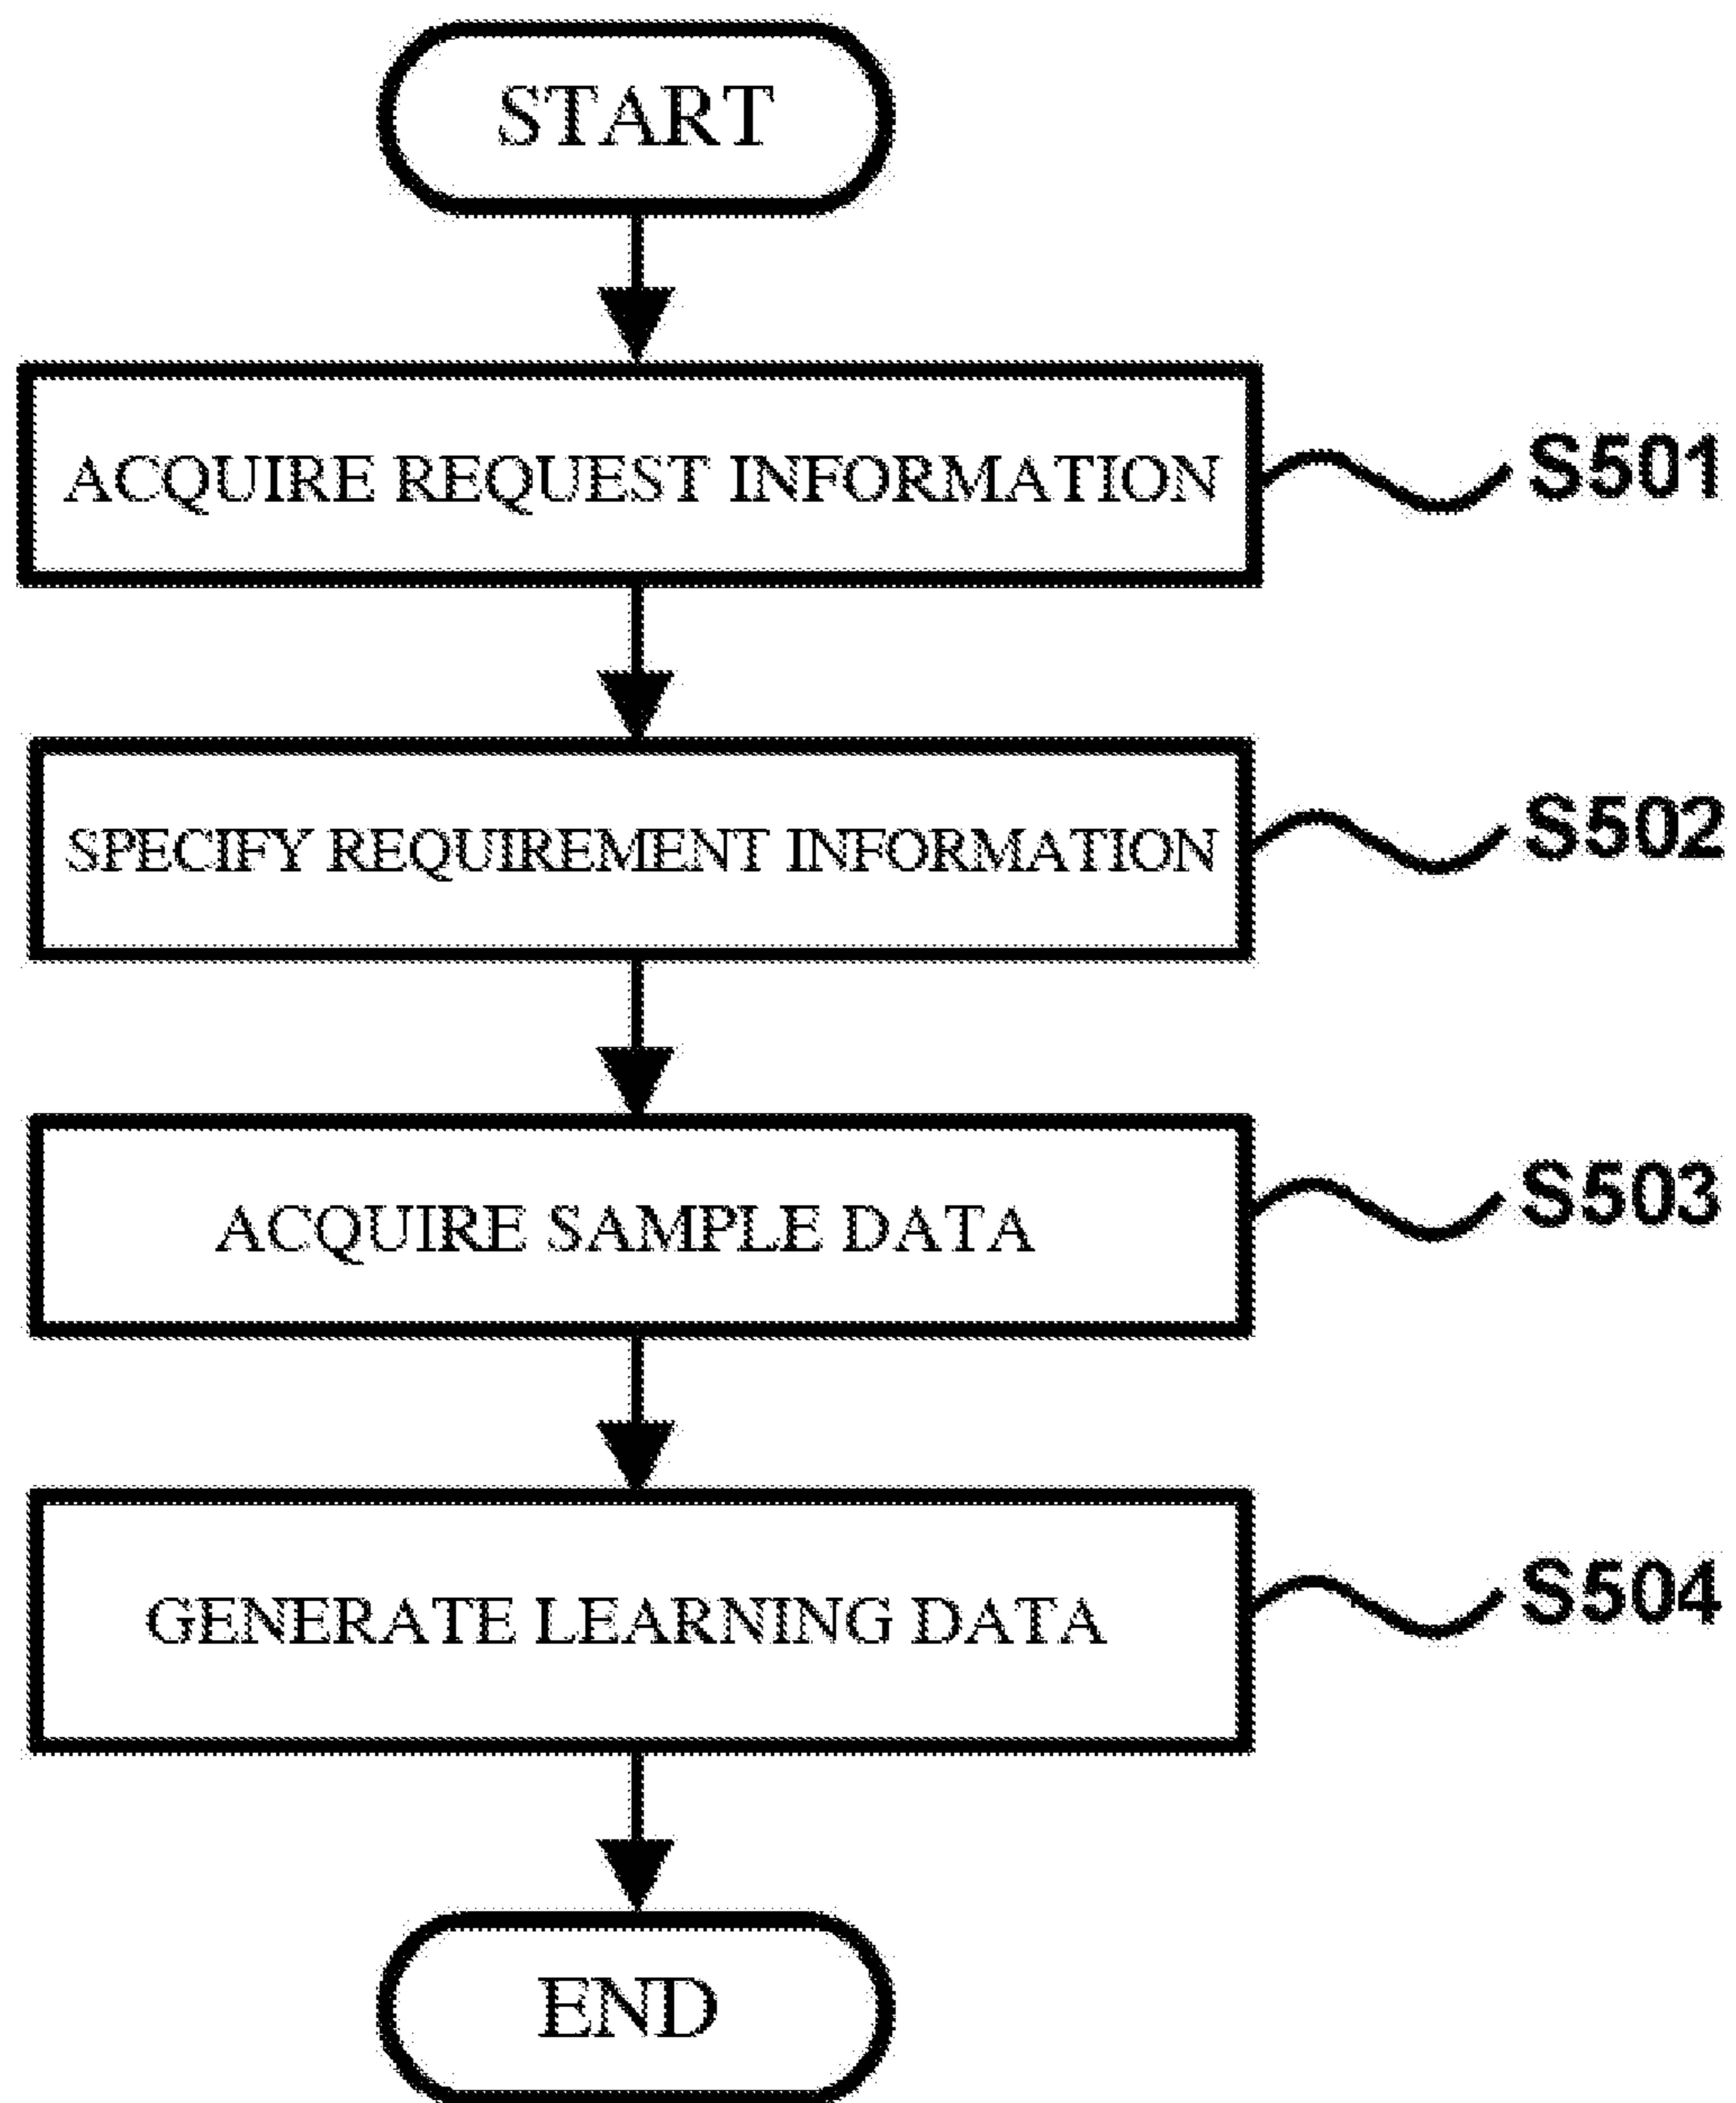 START
ACQUIRE REQUEST INFORMATION
S501
SPECIFY REQUIREMENT INFORMATION
S502
ACQUIRE SAMPLE DATA
S503
GENERATE LEARNING DATA
S504
END